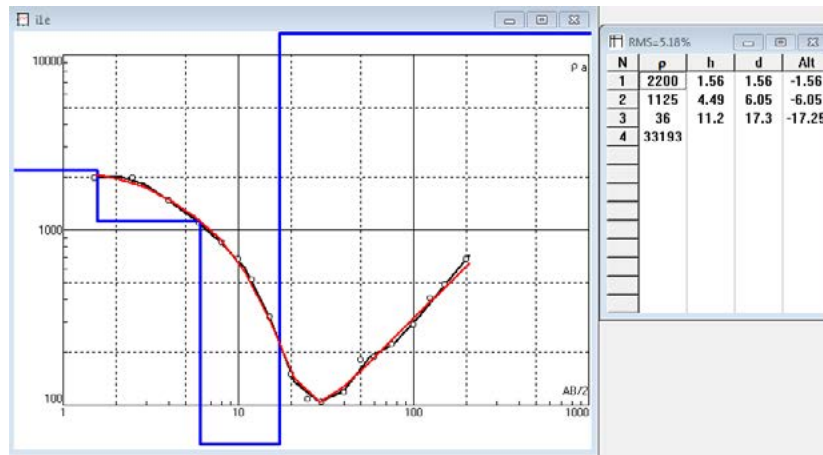 ile
10000
ρ a
1000
100
AB/2
1
10
100
1000
RMS=5.18%
N ρ h d Alt
1 2200 1.56 1.56 -1.56
2 1125 4.49 6.05 -6.05
3 36 11.2 17.3 -17.25
4 33193